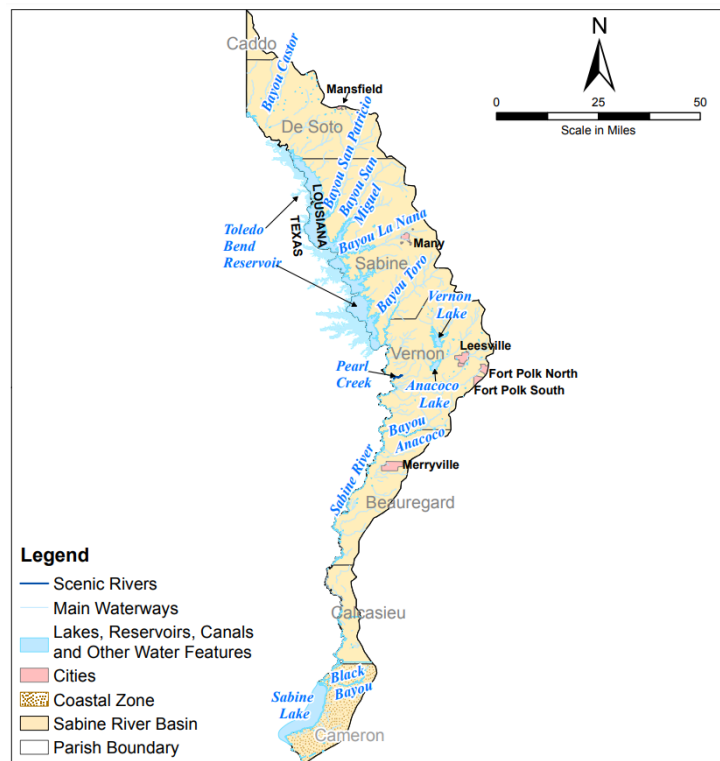 N
Caddo
Bayou Castor
Mansfield
0 25 50
Scale in Miles
De Soto
Bayou San Patricio
Bayou San
Miguel
LOUSIANA
TEXAS
Toledo
Bend
Reservoir
Bayou La Nana
Many
Sabine
Bayou Toro
Vernon
Lake
Leesville
Vernon
Pearl
Creek
Fort Polk North
Fort Polk South
Anacoco
Lake
Bayou
Anacoco
Sabine River
Merryville
Beauregard
Legend
Scenic Rivers
Main Waterways
Lakes, Reservoirs, Canals
and Other Water Features
Cities
Coastal Zone
Sabine River Basin
Parish Boundary
Calcasieu
Black
Bayou
Sabine
Lake
Cameron